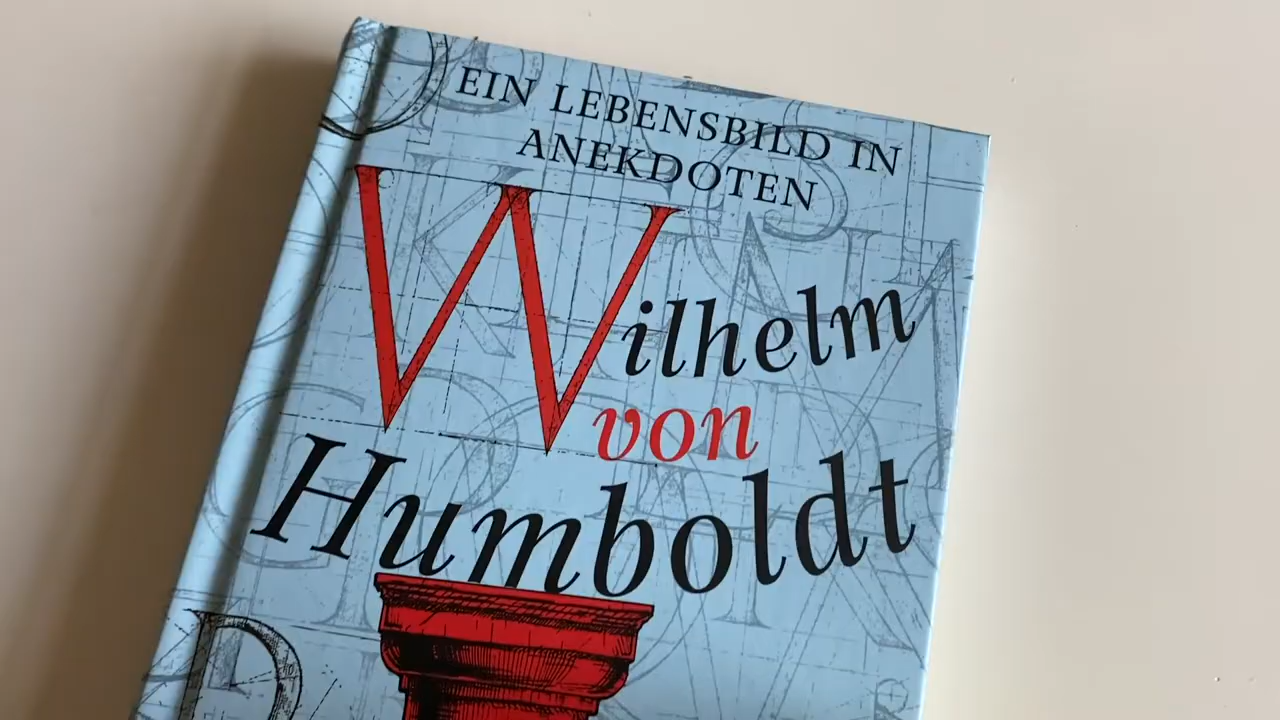 EIN LEBENSBILD IN
ANEKDOTEN
Wilhelm
von
Humboldt